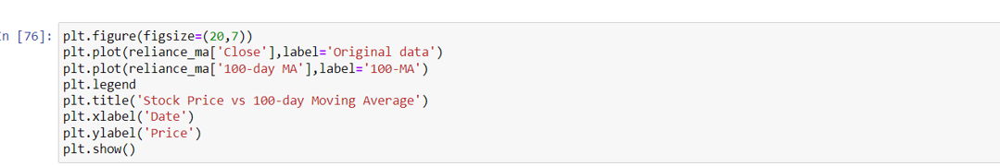 In [76]: plt.figure(figsize=(20,7))
plt.plot(reliance_ma['Close'],label='Original data')
plt.plot(reliance_ma['100-day MA'],label='100-MA')
plt.legend
plt.title('Stock Price vs 100-day Moving Average')
plt.xlabel('Date')
plt.ylabel('Price')
plt.show()